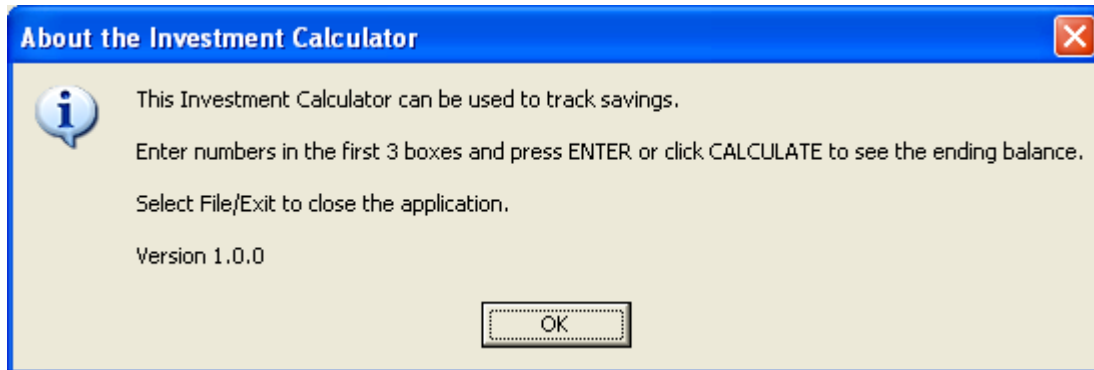 About the Investment Calculator
This Investment Calculator can be used to track savings.
Enter numbers in the first 3 boxes and press ENTER or click CALCULATE to see the ending balance.
Select File/Exit to close the application.
Version 1.0.0
OK